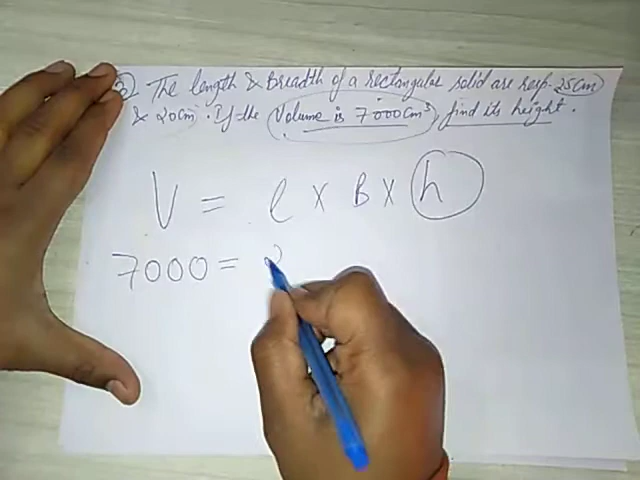 3 The length & Breadth of a rectangular solid are resp. 25cm
& 20cm. If the Volume is 7000cm³, find its height.
V = l × B × h
7000 = 2